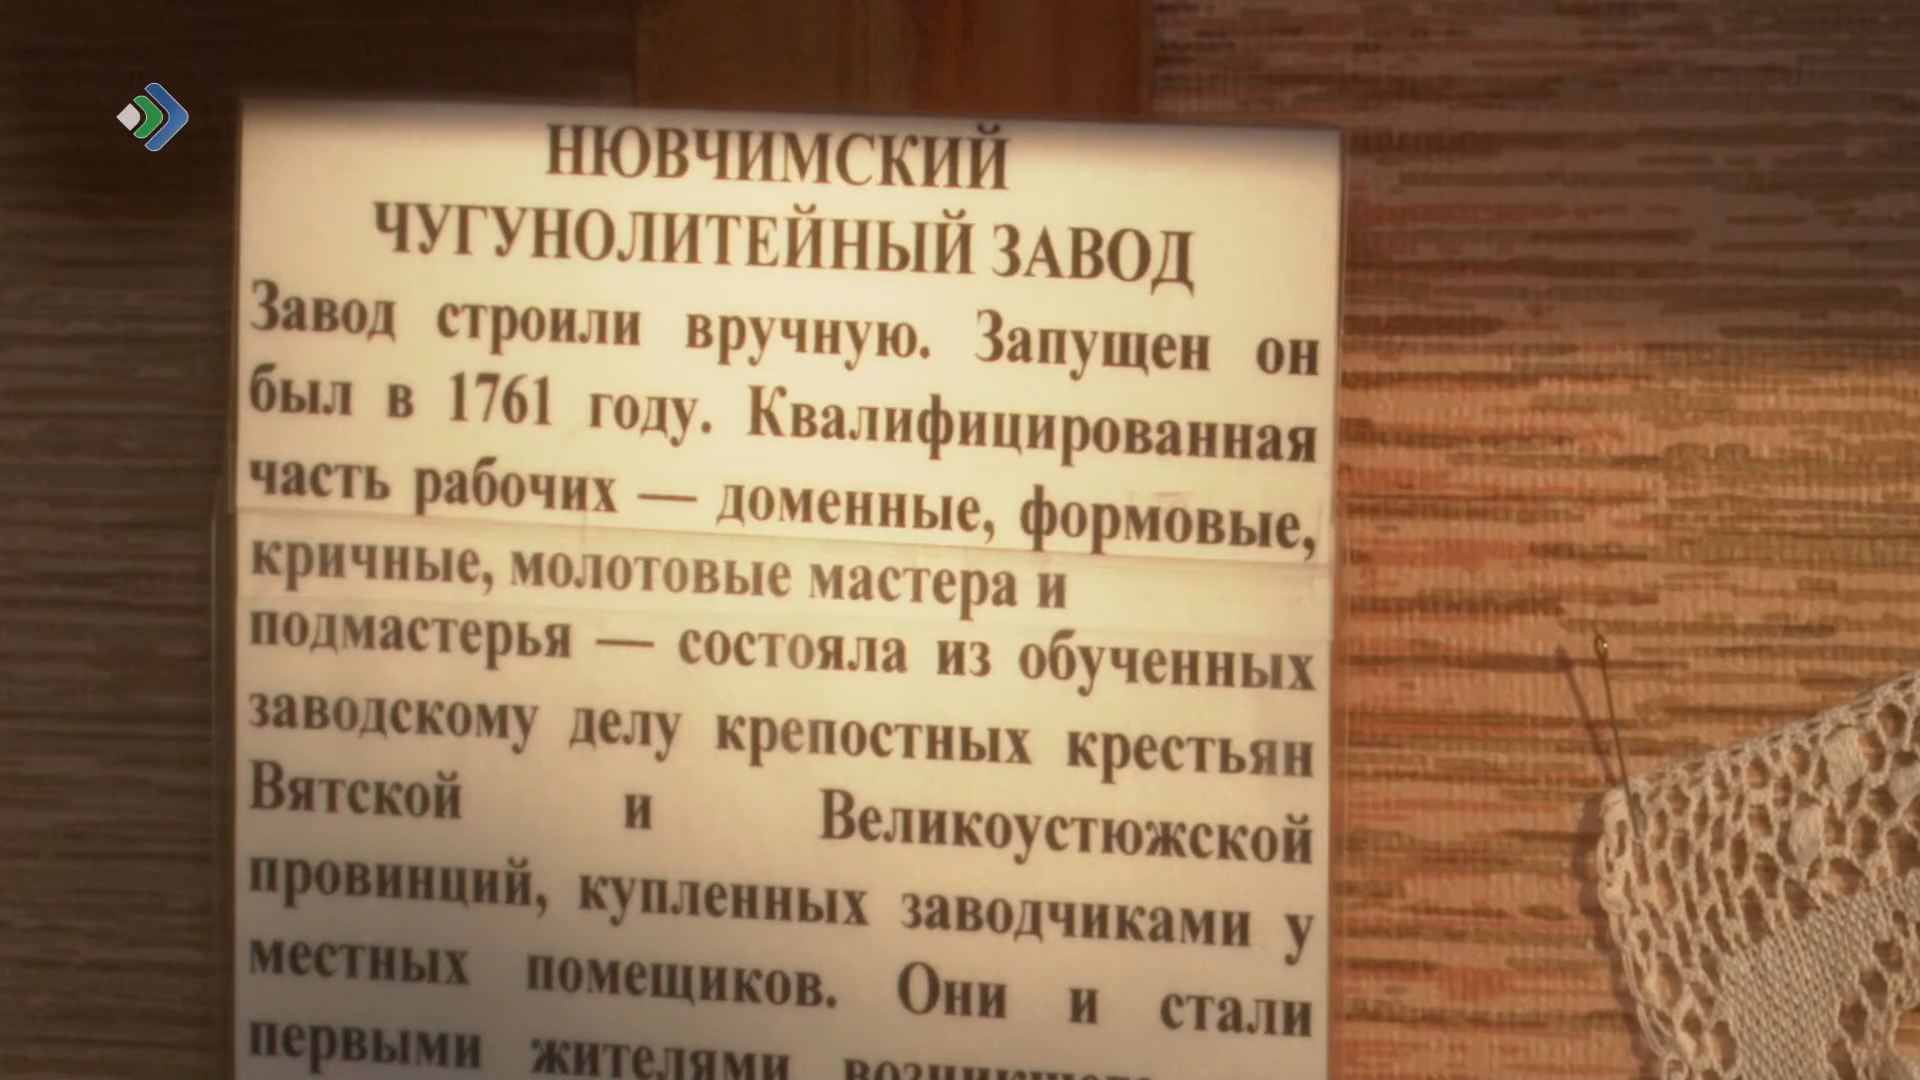 НЮВЧИМСКИЙ
ЧУГУНОЛИТЕЙНЫЙ ЗАВОД
Завод строили вручную. Запущен он
был в 1761 году. Квалифицированная
часть рабочих — доменные, формовые,
кричные, молотовые мастера и
подмастерья — состояла из обученных
заводскому делу крепостных крестьян
Вятской и Великоустюжской
провинций, купленных заводчиками у
местных помещиков. Они и стали
первыми жителями